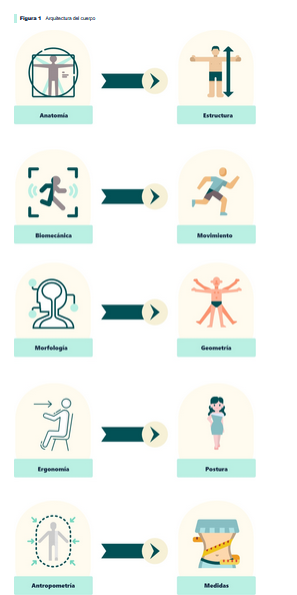 Figura 1 Arquitectura del cuerpo
Anatomía
Estructura
Biomecánica
Movimiento
Morfología
Geometría
Ergonomía
Postura
Antropometría
Medidas